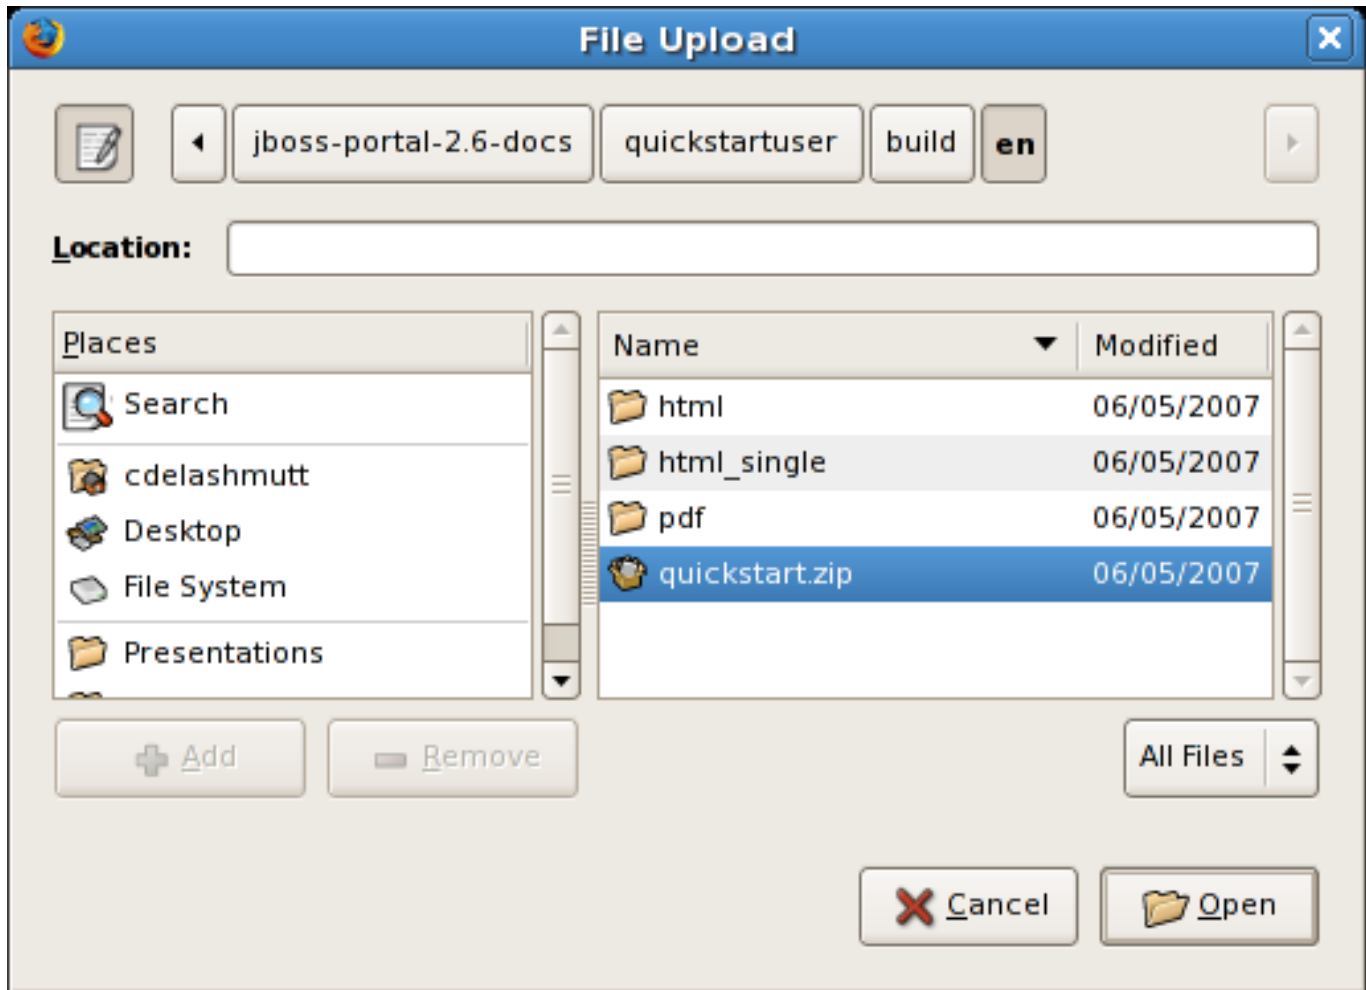 File Upload
jboss-portal-2.6-docs quickstartuser build en
Location:
Places
Search
cdelashmutt
Desktop
File System
Presentations
Name Modified
html 06/05/2007
html_single 06/05/2007
pdf 06/05/2007
quickstart.zip 06/05/2007
Add Remove
All Files
Cancel Open